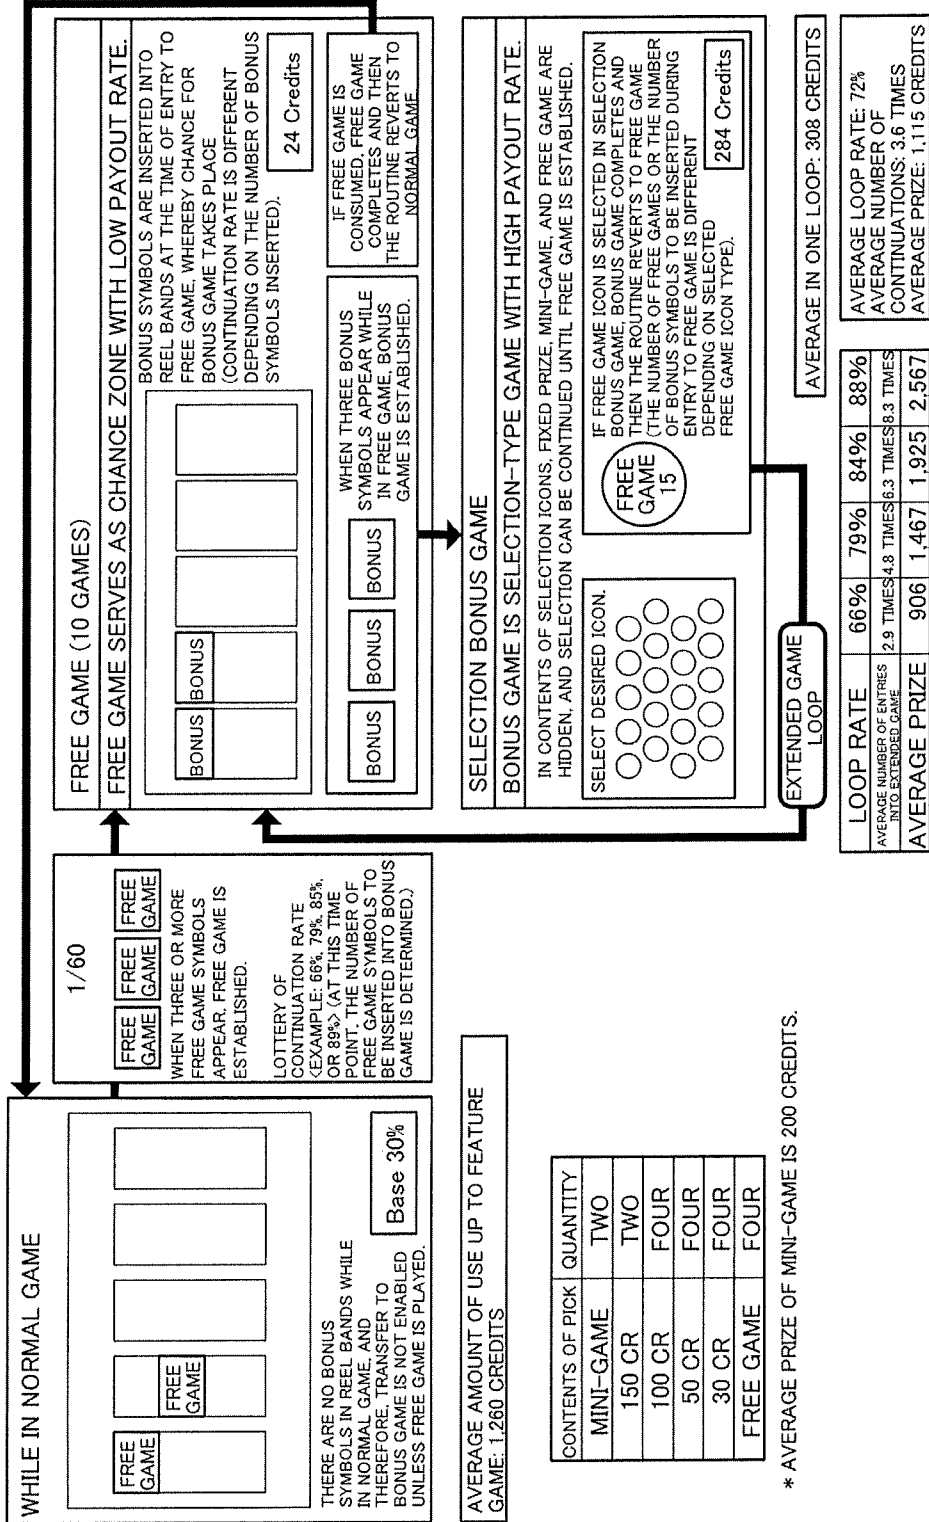 WHILE IN NORMAL GAME
FREE
GAME
FREE
GAME
THERE ARE NO BONUS
SYMBOLS IN REEL BANDS WHILE
IN NORMAL GAME, AND
THEREFORE, TRANSFER TO
BONUS GAME IS NOT ENABLED
UNLESS FREE GAME IS PLAYED.
Base 30%
1/60
FREE
GAME
FREE
GAME
FREE
GAME
WHEN THREE OR MORE
FREE GAME SYMBOLS
APPEAR, FREE GAME IS
ESTABLISHED.
LOTTERY OF
CONTINUATION RATE
<EXAMPLE: 66%, 79%, 85%,
OR 89%> (AT THIS TIME
POINT, THE NUMBER OF
FREE GAME SYMBOLS TO
BE INSERTED INTO BONUS
GAME IS DETERMINED.)
FREE GAME (10 GAMES)
FREE GAME SERVES AS CHANCE ZONE WITH LOW PAYOUT RATE.
BONUS
BONUS
BONUS SYMBOLS ARE INSERTED INTO
REEL BANDS AT THE TIME OF ENTRY TO
FREE GAME, WHEREBY CHANCE FOR
BONUS GAME TAKES PLACE
(CONTINUATION RATE IS DIFFERENT
DEPENDING ON THE NUMBER OF BONUS
SYMBOLS INSERTED).
24 Credits
BONUS
BONUS
BONUS
WHEN THREE BONUS
SYMBOLS APPEAR WHILE
IN FREE GAME, BONUS
GAME IS ESTABLISHED.
IF FREE GAME IS
CONSUMED, FREE GAME
COMPLETES AND THEN
THE ROUTINE REVERTS TO
NORMAL GAME
SELECTION BONUS GAME
BONUS GAME IS SELECTION-TYPE GAME WITH HIGH PAYOUT RATE.
IN CONTENTS OF SELECTION ICONS, FIXED PRIZE, MINI-GAME, AND FREE GAME ARE
HIDDEN, AND SELECTION CAN BE CONTINUED UNTIL FREE GAME IS ESTABLISHED.
SELECT DESIRED ICON.
FREE
GAME
15
IF FREE GAME ICON IS SELECTED IN SELECTION
BONUS GAME, BONUS GAME COMPLETES AND
THEN THE ROUTINE REVERTS TO FREE GAME
(THE NUMBER OF FREE GAMES OR THE NUMBER
OF BONUS SYMBOLS TO BE INSERTED DURING
ENTRY TO FREE GAME IS DIFFERENT
DEPENDING ON SELECTED
FREE GAME ICON TYPE).
284 Credits
EXTENDED GAME
LOOP
AVERAGE IN ONE LOOP: 308 CREDITS
AVERAGE AMOUNT OF USE UP TO FEATURE
GAME: 1,260 CREDITS
CONTENTS OF PICK QUANTITY
MINI-GAME TWO
150 CR TWO
100 CR FOUR
50 CR FOUR
30 CR FOUR
FREE GAME FOUR
* AVERAGE PRIZE OF MINI-GAME IS 200 CREDITS.
LOOP RATE 66% 79% 84% 88%
AVERAGE NUMBER OF ENTRIES
INTO EXTENDED GAME 2.9 TIMES 4.8 TIMES 6.3 TIMES 8.3 TIMES
AVERAGE PRIZE 906 1,467 1,925 2,567
AVERAGE LOOP RATE: 72%
AVERAGE NUMBER OF
CONTINUATIONS: 3.6 TIMES
AVERAGE PRIZE: 1,115 CREDITS